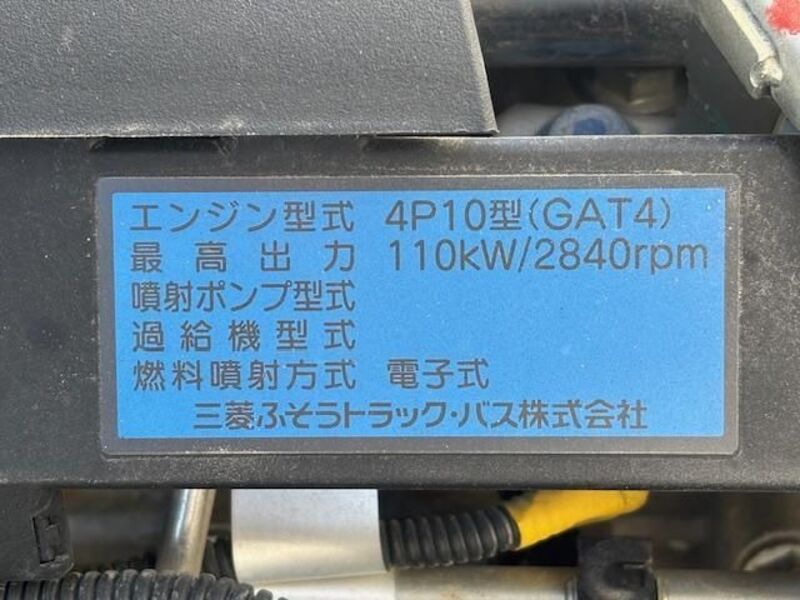 エンジン型式 4P10型(GAT4)
最高出力 110kW/2840rpm
噴射ポンプ型式
過給機型式
燃料噴射方式 電子式
三菱ふそうトラック・バス株式会社